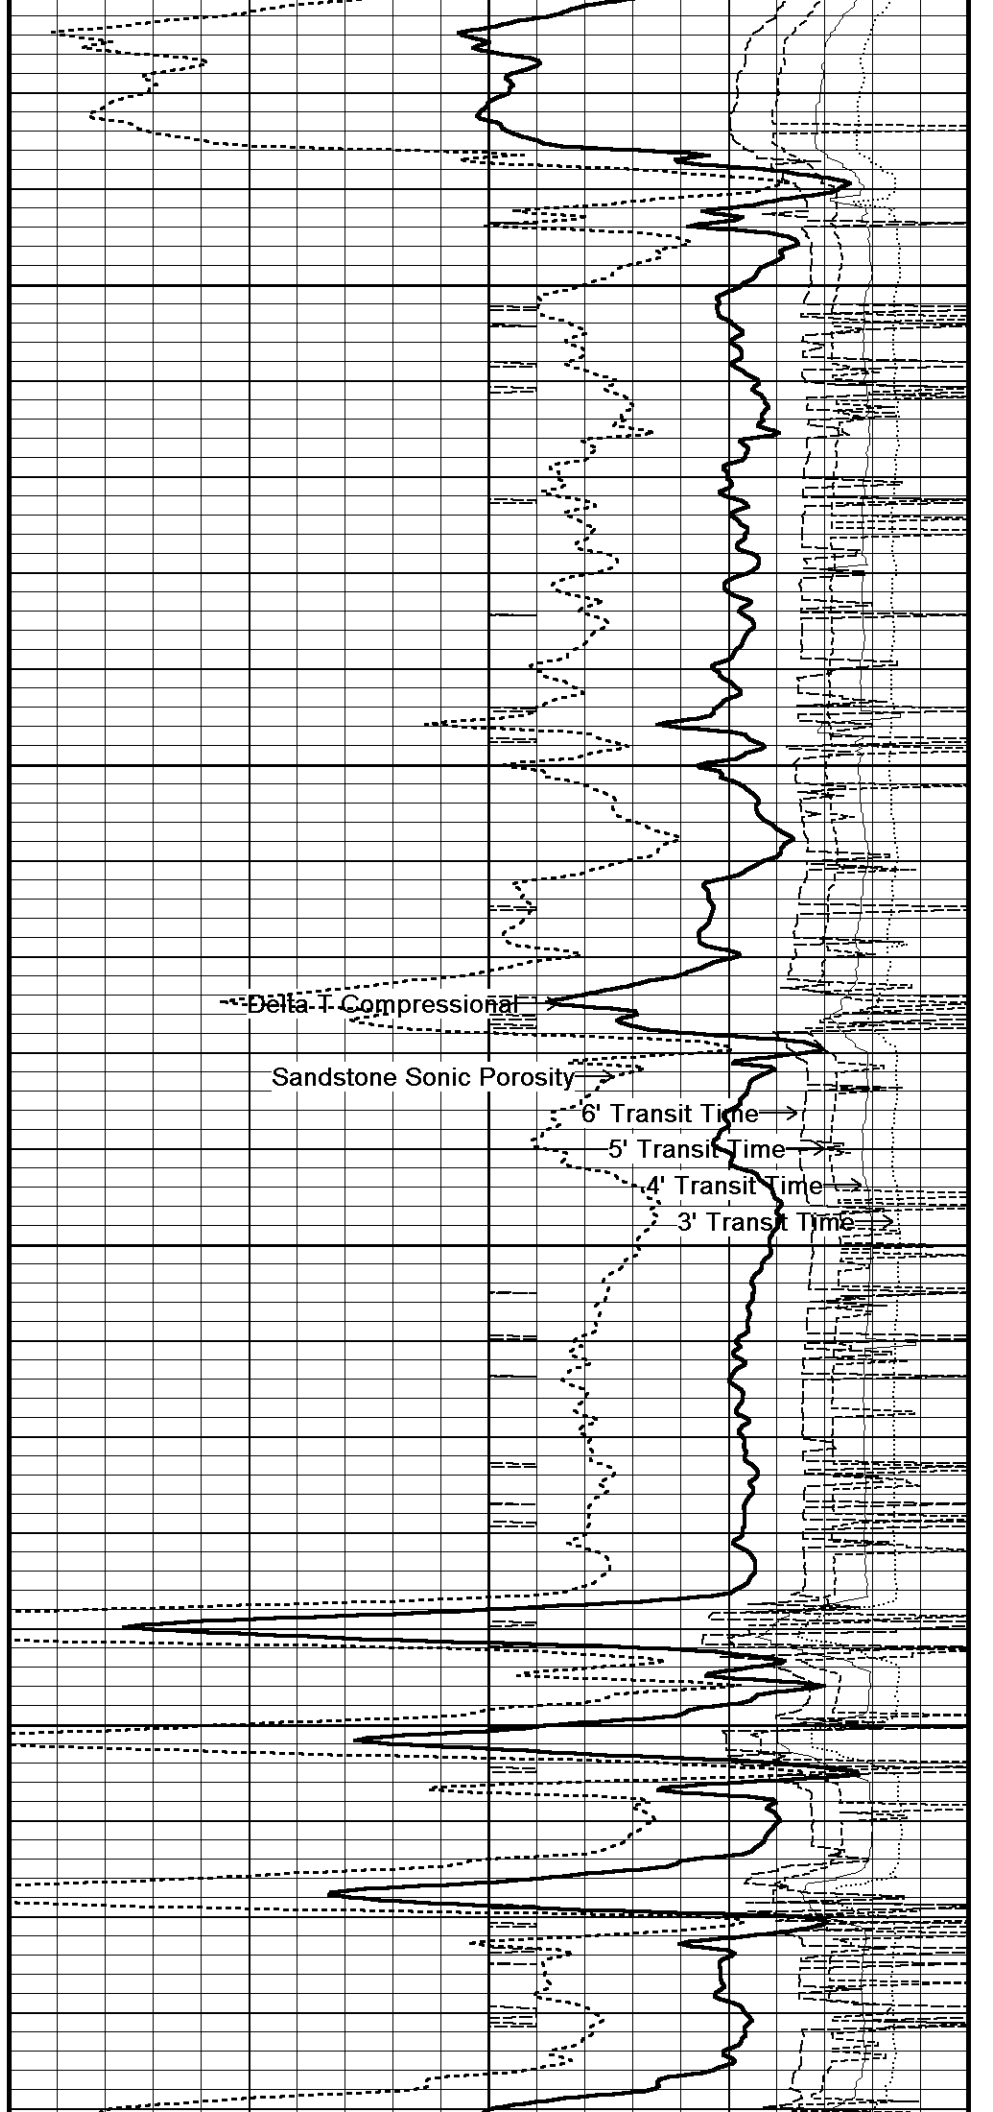 Delta T Compressional
Sandstone Sonic Porosity
6' Transit Time
5' Transit Time
4' Transit Time
3' Transit Time